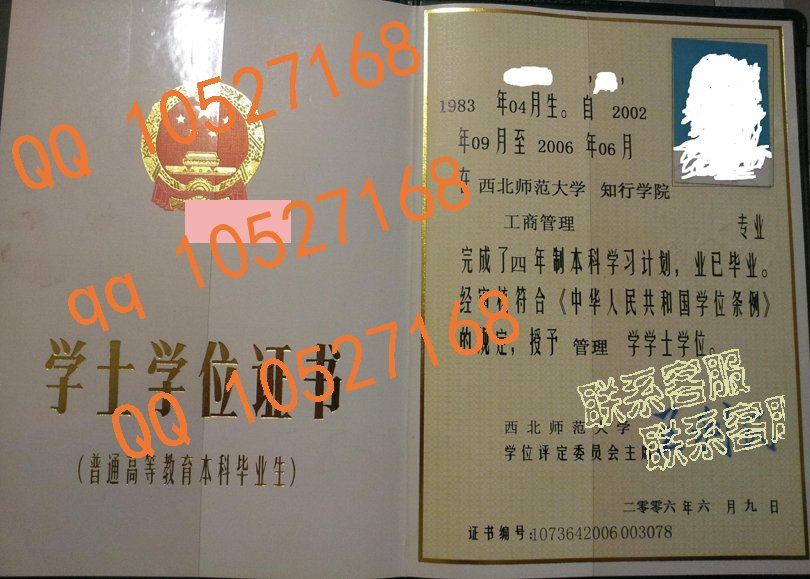 QQ 10527168
qq 10527168
QQ 10527168
学士学位证书
(普通高等教育本科毕业生)
1983 年04月生。自 2002
年09月至 2006 年06月
在 西北师范大学 知行学院
工商管理 专业
完成了四 年制本科学习计划，业已毕业。
经审核符合《中华人民共和国学位条例》
的规定，授予 管理 学学士学位。
联系客服
联系客服
西北师范大学
学位评定委员会主席
二零零六年六月九日
证书编号:1073642006003078